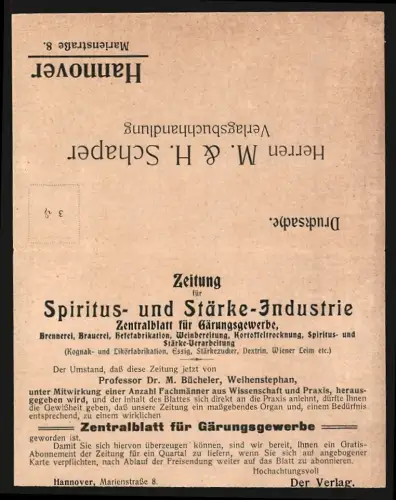 Drucksache.
3 ₰
Herren M. & H. Schaper
Verlagsbuchhandlung
Hannover
Marienstraße 8.
Zeitung
für
Spiritus- und Stärke-Industrie
Zentralblatt für Gärungsgewerbe,
Brennerei, Brauerei, Hefefabrikation, Weinbereitung, Kartoffeltrocknung, Spiritus- und
Stärke-Verarbeitung
(Kognak- und Likörfabrikation, Essig, Stärkezucker, Dextrin, Wiener Leim etc.)
Der Umstand, daß diese Zeitung jetzt von
Professor Dr. M. Bücheler, Weihenstephan,
unter Mitwirkung einer Anzahl Fachmänner aus Wissenschaft und Praxis, heraus-
gegeben wird, und der Inhalt des Blattes sich direkt an die Praxis anlehnt, dürfte Ihnen
die Gewißheit geben, daß unsere Zeitung ein maßgebendes Organ und, einem Bedürfnis
entsprechend, zu einem wirklichen
Zentralblatt für Gärungsgewerbe
geworden ist.
Damit Sie sich hiervon überzeugen können, sind wir bereit, Ihnen ein Gratis-
Abonnement der Zeitung für ein Quartal zu liefern, wenn Sie sich auf angebogener
Karte verpflichten, nach Ablauf der Freisendung weiter auf das Blatt zu abonnieren.
Hochachtungsvoll
Hannover, Marienstraße 8. Der Verlag.